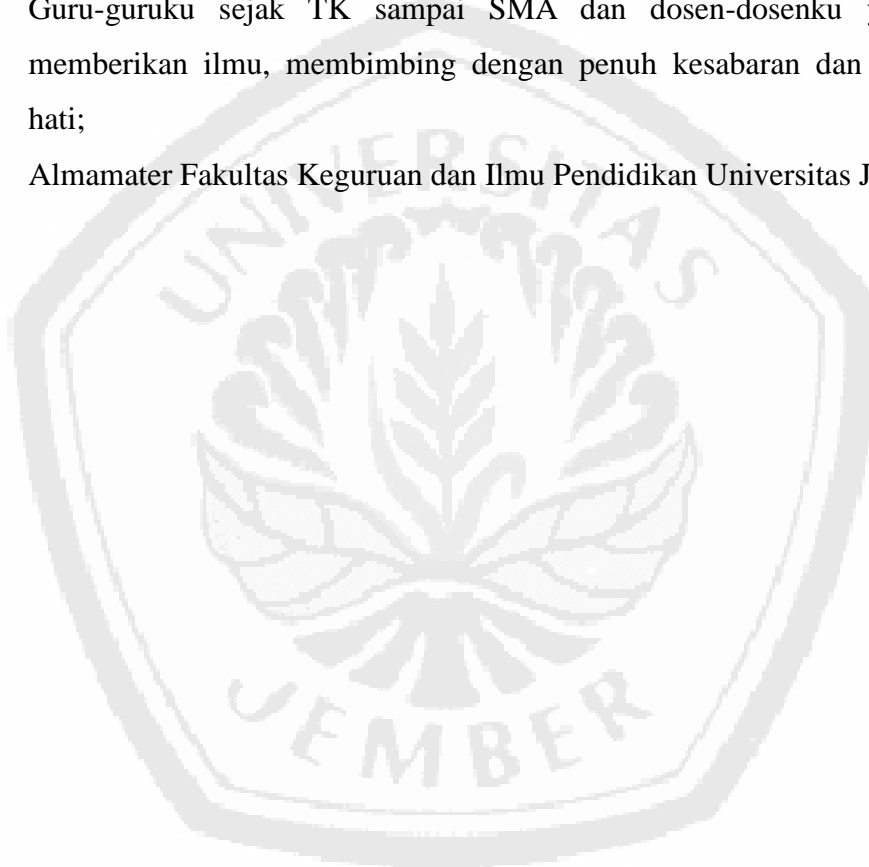 Guru-guruku sejak TK sampai SMA dan dosen-dosenku
memberikan ilmu, membimbing dengan penuh kesabaran dan
hati;
Almamater Fakultas Keguruan dan Ilmu Pendidikan Universitas J
UNIVERSITAS
JEMBER